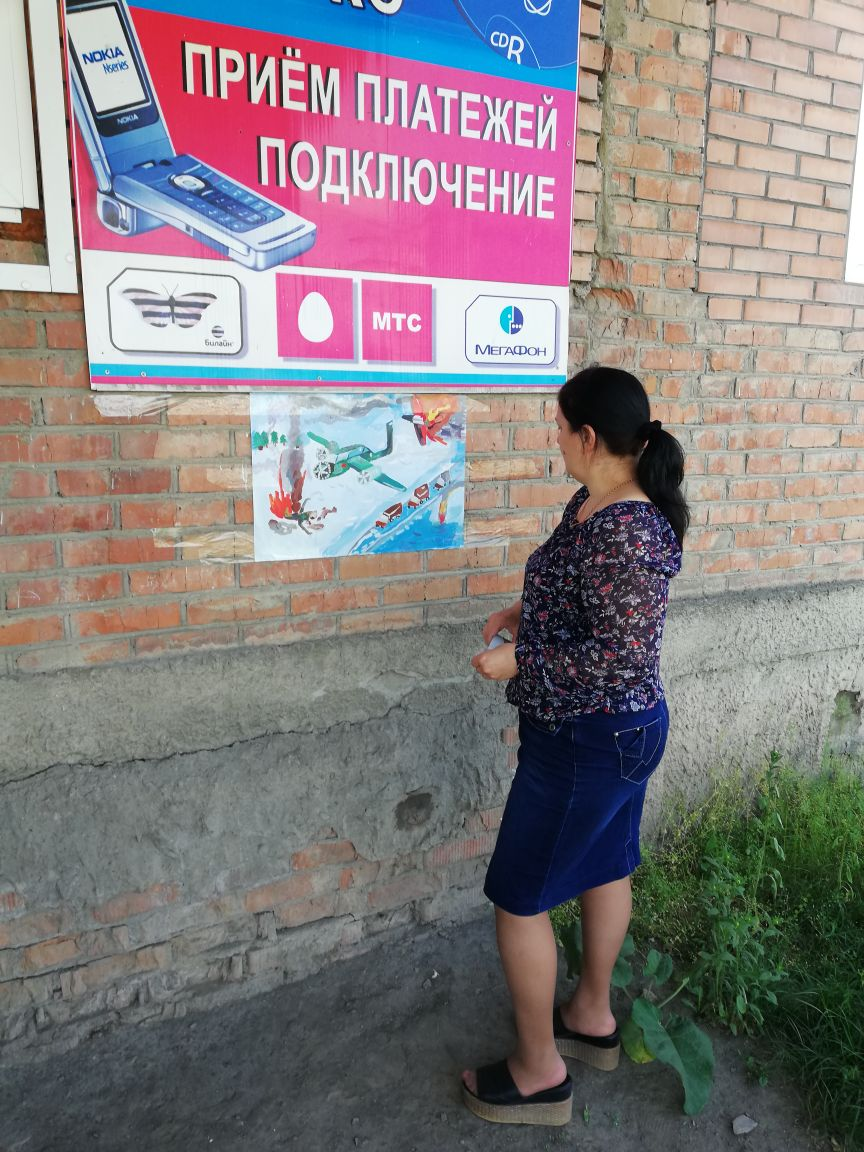 CDR
NOKIA
Nseries
NOKIA
ПРИЁМ ПЛАТЕЖЕЙ
ПОДКЛЮЧЕНИЕ
Билайн
МТС
МЕГАФОН